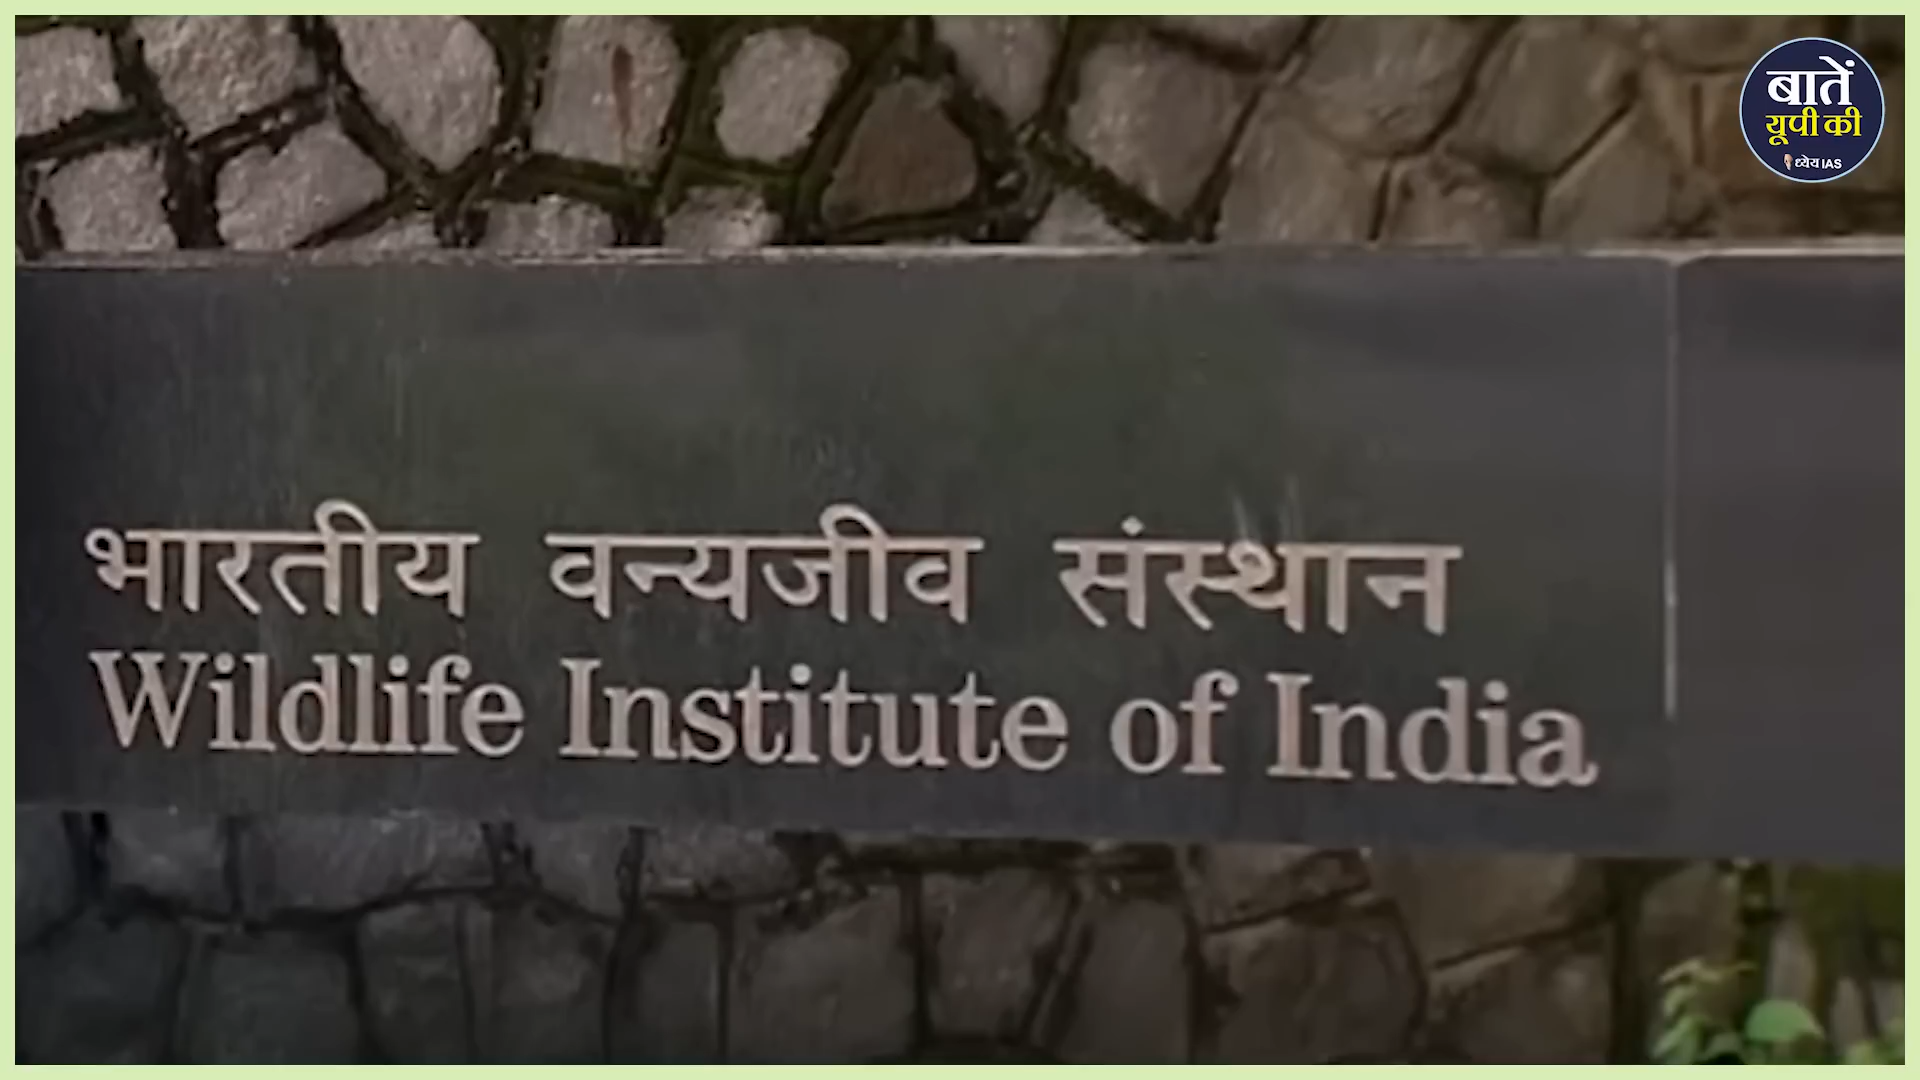 बातें
यूपी की
ध्येय IAS
भारतीय वन्यजीव संस्थान
Wildlife Institute of India